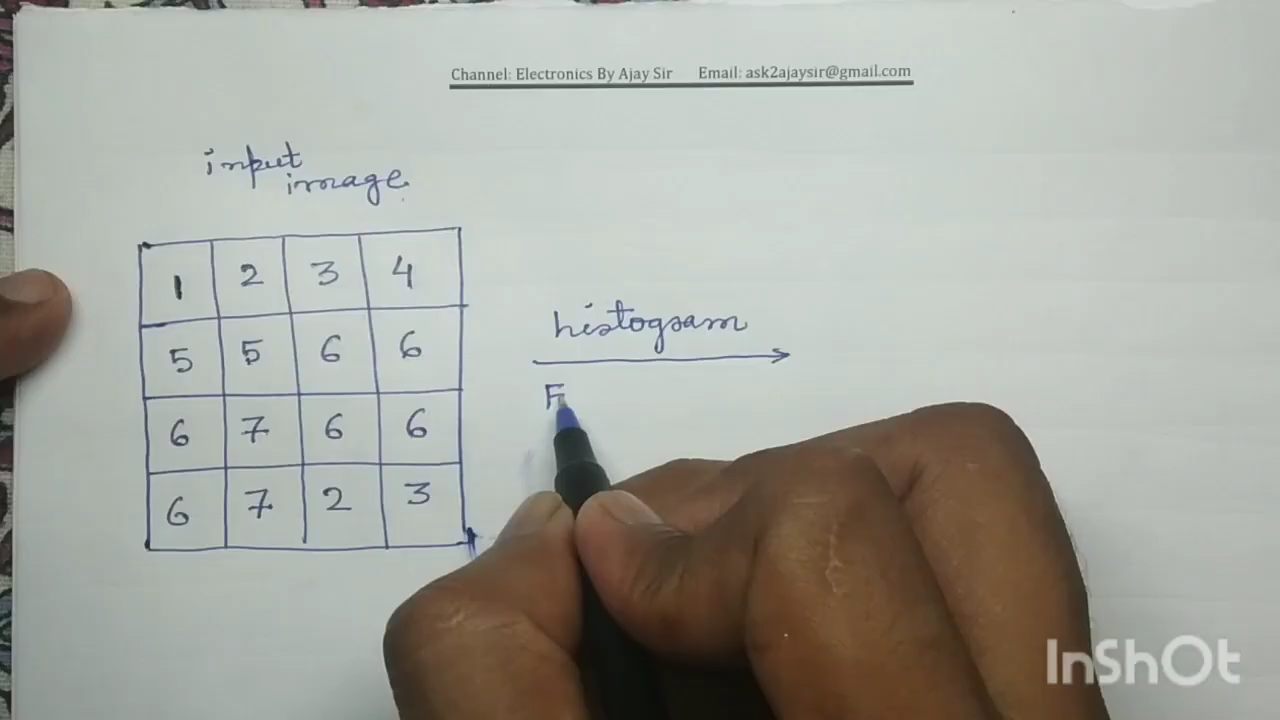 Channel: Electronics By Ajay Sir Email: ask2ajaysir@gmail.com
input
image
1 2 3 4
5 5 6 6
6 7 6 6
6 7 2 3
histogram
F
InShOt